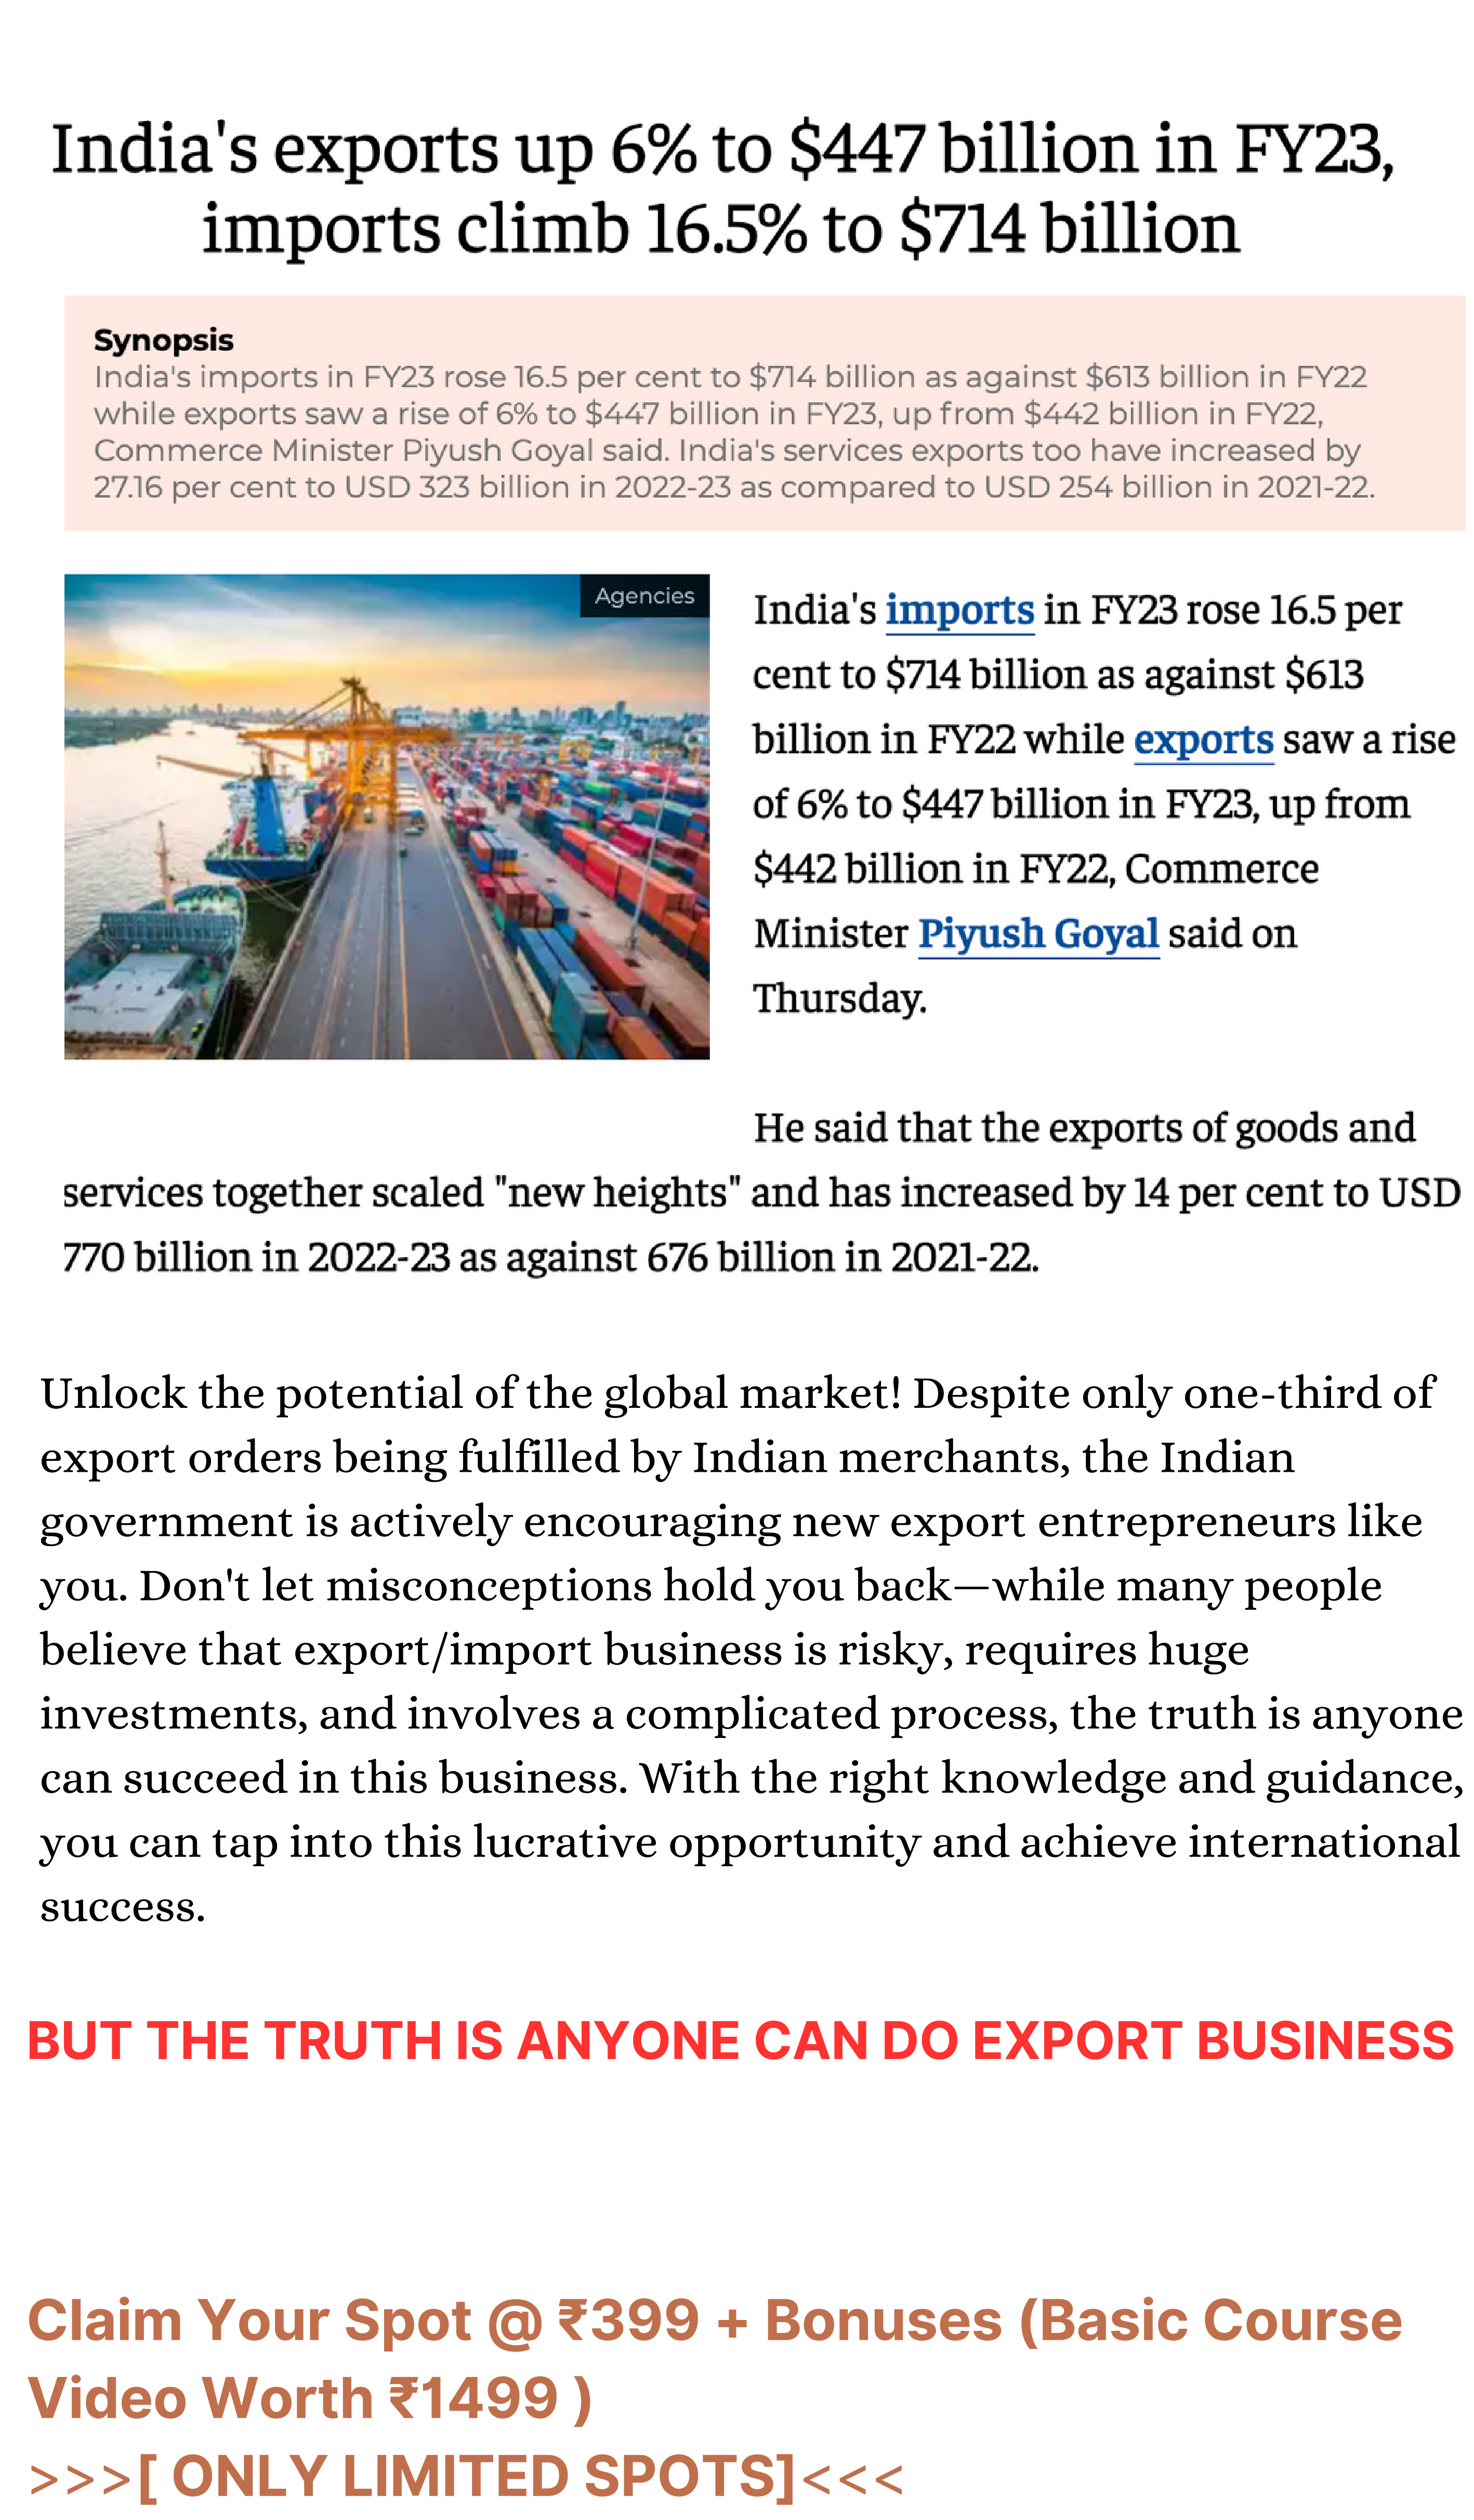 India's exports up 6% to $447 billion in FY23,
imports climb 16.5% to $714 billion
Synopsis
India's imports in FY23 rose 16.5 per cent to $714 billion as against $613 billion in FY22
while exports saw a rise of 6% to $447 billion in FY23, up from $442 billion in FY22,
Commerce Minister Piyush Goyal said. India's services exports too have increased by
27.16 per cent to USD 323 billion in 2022-23 as compared to USD 254 billion in 2021-22.
Agencies
India's imports in FY23 rose 16.5 per
cent to $714 billion as against $613
billion in FY22 while exports saw a rise
of 6% to $447 billion in FY23, up from
$442 billion in FY22, Commerce
Minister Piyush Goyal said on
Thursday.
He said that the exports of goods and
services together scaled "new heights" and has increased by 14 per cent to USD
770 billion in 2022-23 as against 676 billion in 2021-22.
Unlock the potential of the global market! Despite only one-third of
export orders being fulfilled by Indian merchants, the Indian
government is actively encouraging new export entrepreneurs like
you. Don't let misconceptions hold you back—while many people
believe that export/import business is risky, requires huge
investments, and involves a complicated process, the truth is anyone
can succeed in this business. With the right knowledge and guidance,
you can tap into this lucrative opportunity and achieve international
success.
BUT THE TRUTH IS ANYONE CAN DO EXPORT BUSINESS
Claim Your Spot @ ₹399 + Bonuses (Basic Course
Video Worth ₹1499 )
>>>[ ONLY LIMITED SPOTS]<<<